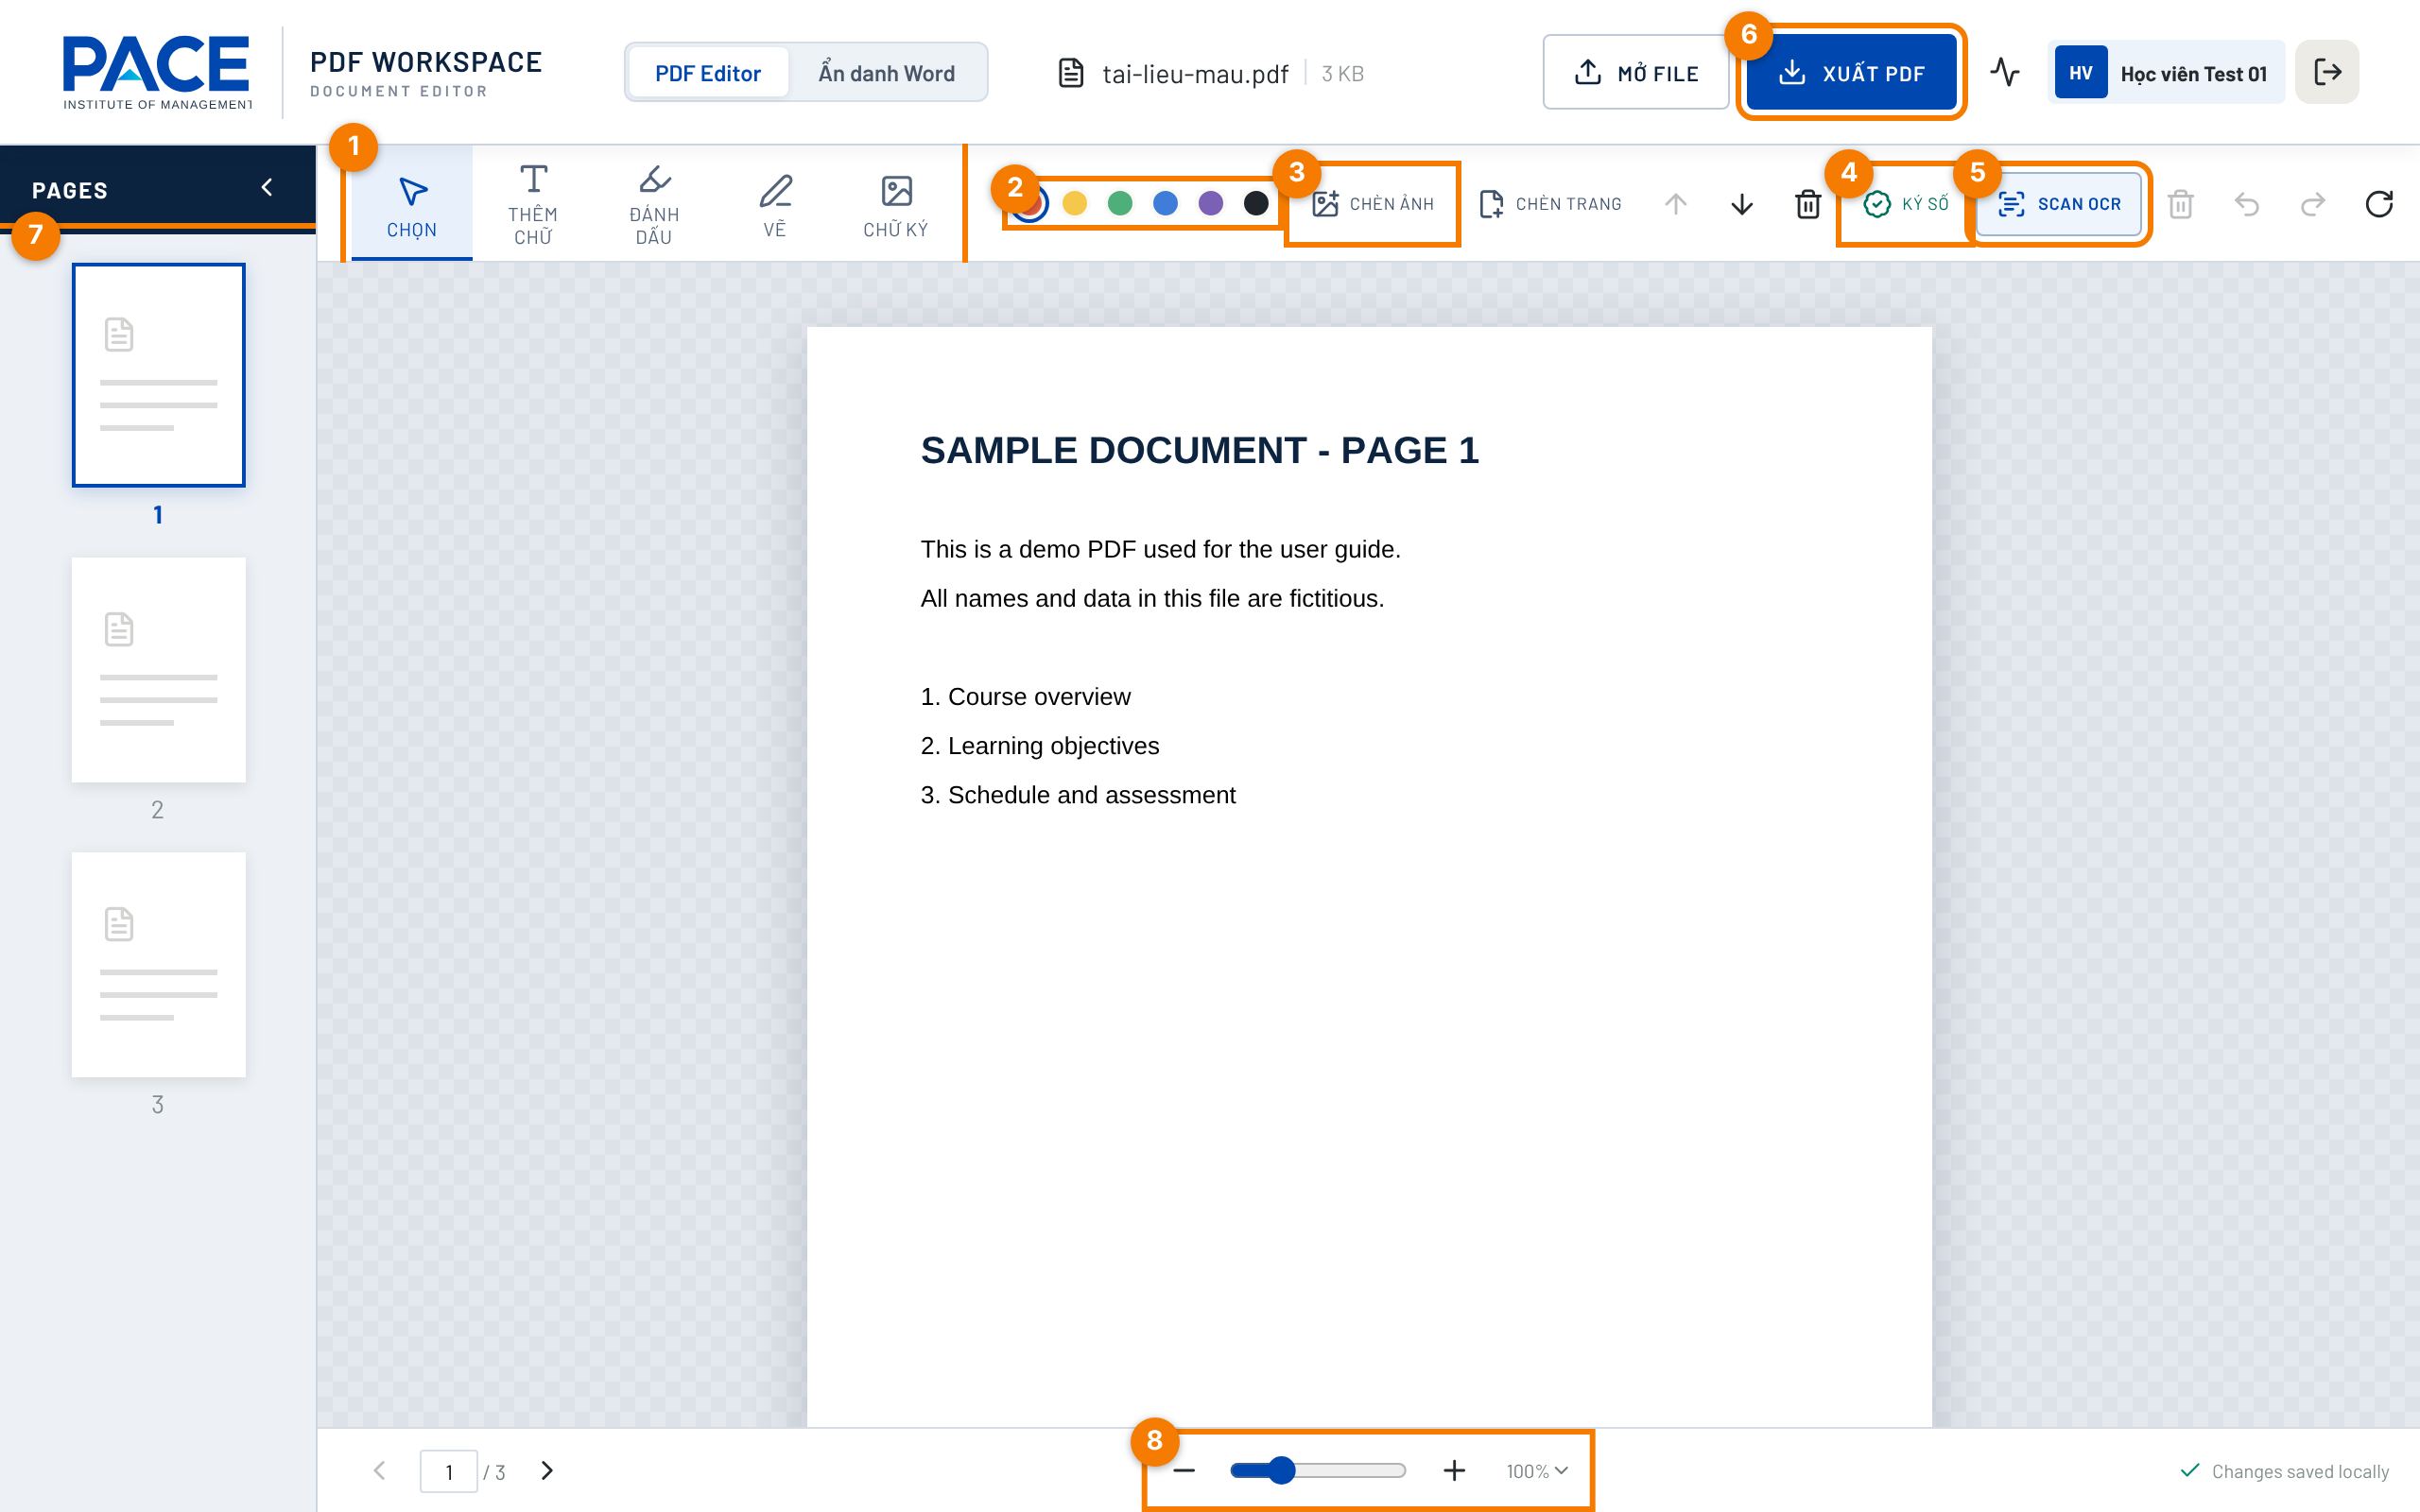 PACE
INSTITUTE OF MANAGEMENT
PDF WORKSPACE
DOCUMENT EDITOR
PDF Editor
Ẩn danh Word
tai-lieu-mau.pdf
3 KB
MỞ FILE
6
XUẤT PDF
HV
Học viên Test 01
PAGES
7
1
CHỌN
THÊM
CHỮ
ĐÁNH
DẤU
VẼ
CHỮ KÝ
2
3
CHÈN ẢNH
CHÈN TRANG
4
KÝ SỐ
5
SCAN OCR
1
2
3
SAMPLE DOCUMENT - PAGE 1
This is a demo PDF used for the user guide.
All names and data in this file are fictitious.
1. Course overview
2. Learning objectives
3. Schedule and assessment
1 / 3
8
100%
Changes saved locally